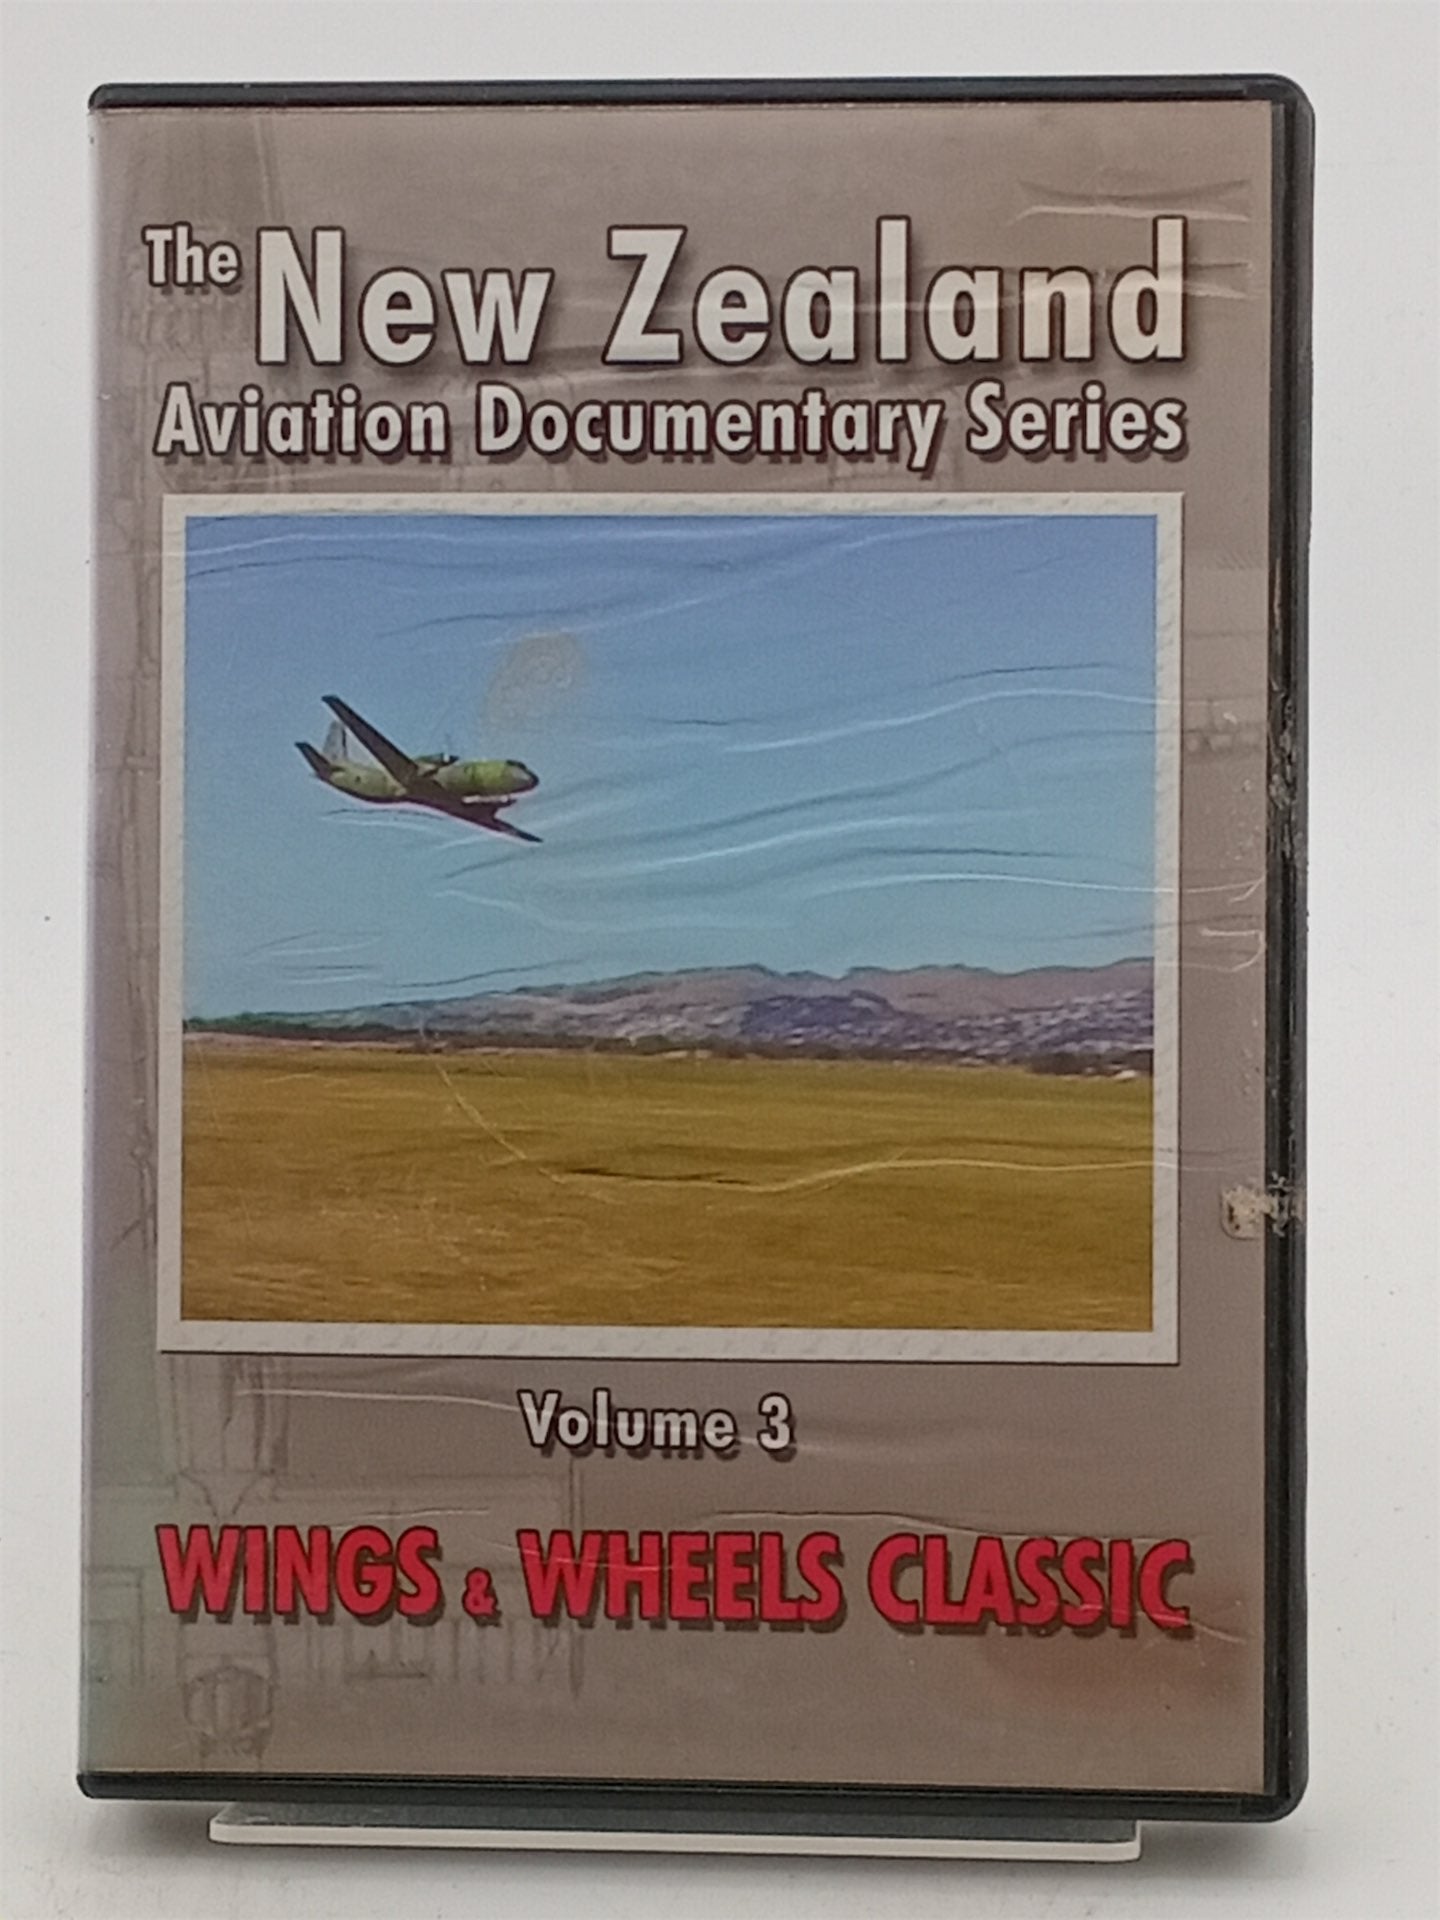 The New Zealand
Aviation Documentary Series
Volume 3
WINGS & WHEELS CLASSIC